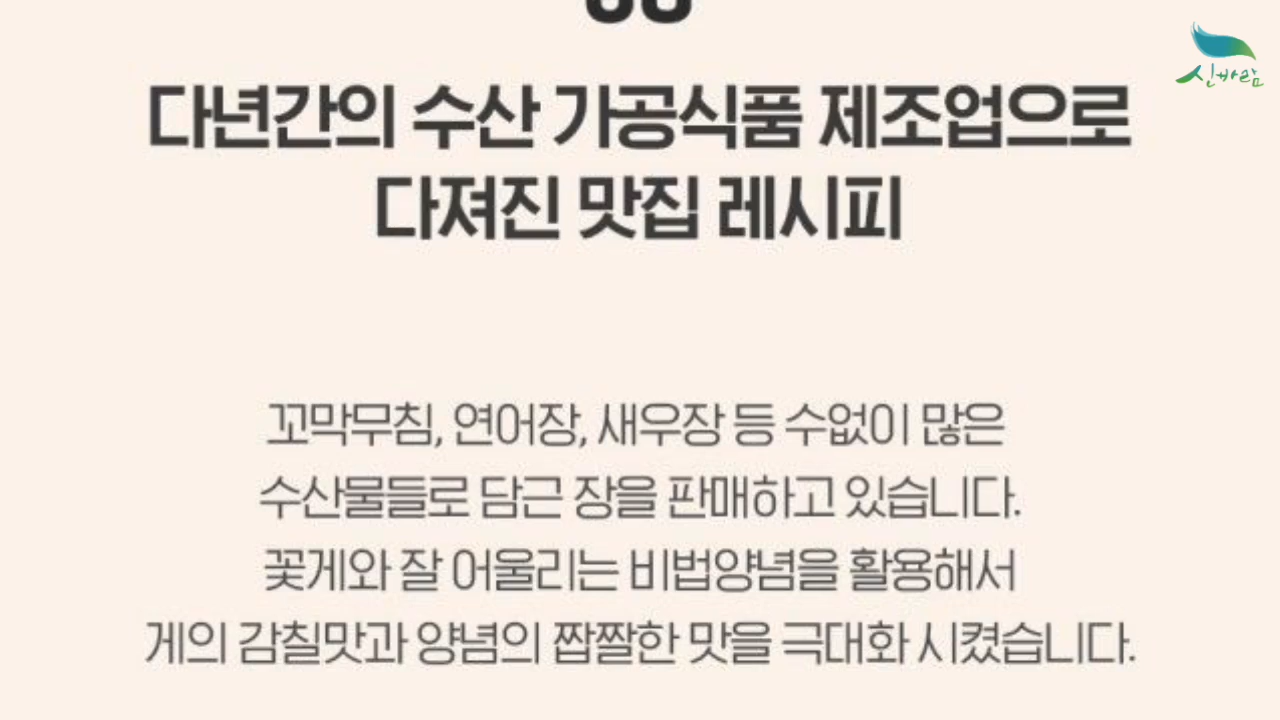 신바람
다년간의 수산 가공식품 제조업으로
다져진 맛집 레시피
꼬막무침, 연어장, 새우장 등 수없이 많은
수산물들로 담근 장을 판매하고 있습니다.
꽃게와 잘 어울리는 비법양념을 활용해서
게의 감칠맛과 양념의 짭짤한 맛을 극대화 시켰습니다.